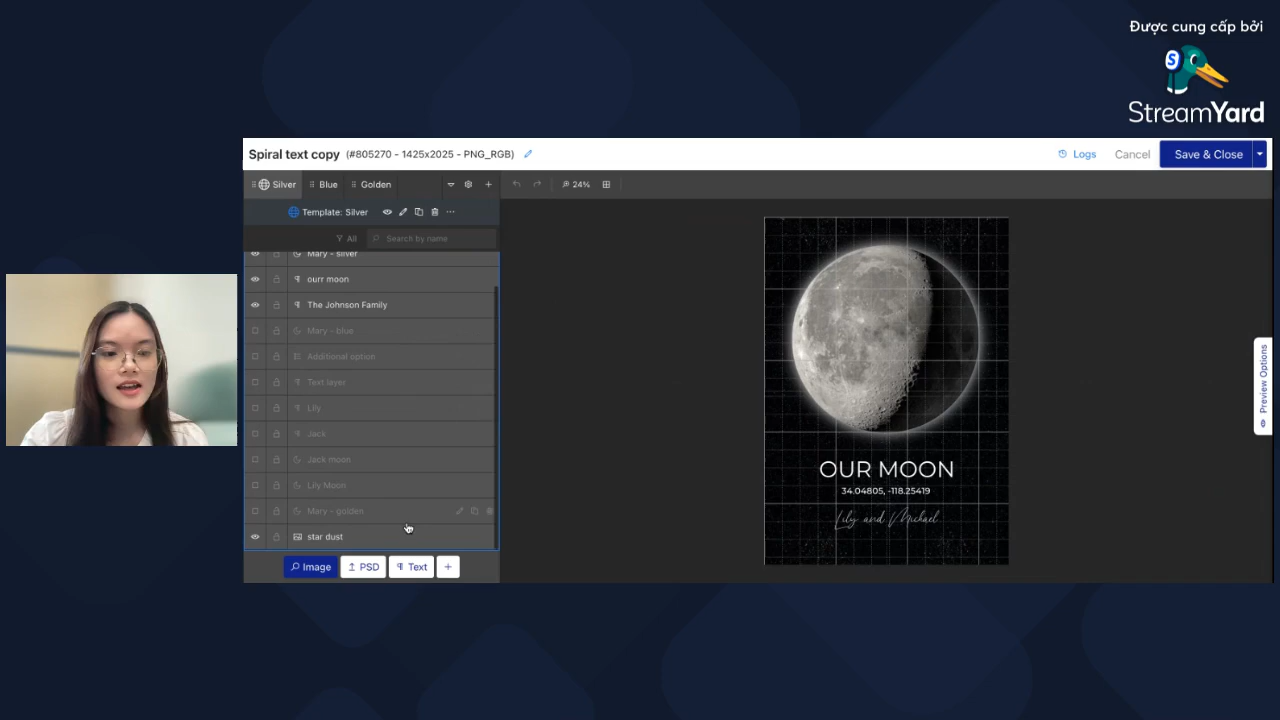 Được cung cấp bởi
StreamYard
Spiral text copy (#805270 - 1425x2025 - PNG_RGB)
Logs
Cancel
Save & Close
Silver
Blue
Golden
24%
Template: Silver
All
Search by name
Mary - silver
ourr moon
The Johnson Family
Mary - blue
Additional option
Text layer
Lily
Jack
Jack moon
Lily Moon
Mary - golden
star dust
Image
PSD
Text
OUR MOON
34.04805, -118.25419
Lily and Michael
Preview Options